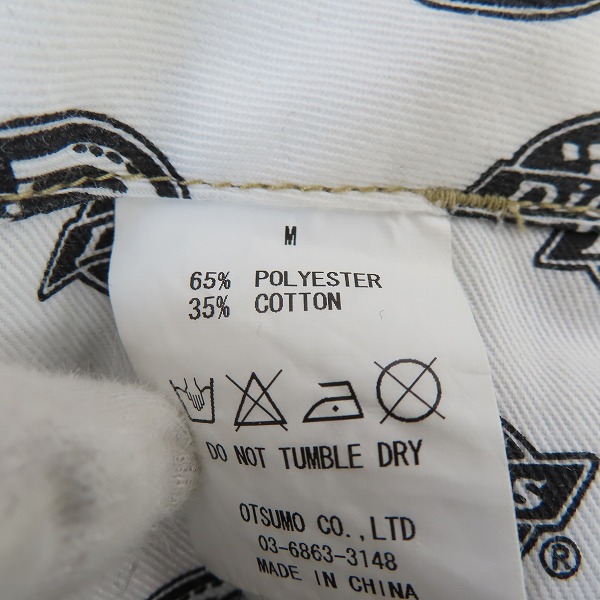 M
65% POLYESTER
35% COTTON
DO NOT TUMBLE DRY
OTSUMO CO.,LTD
03-6863-3148
MADE IN CHINA
®